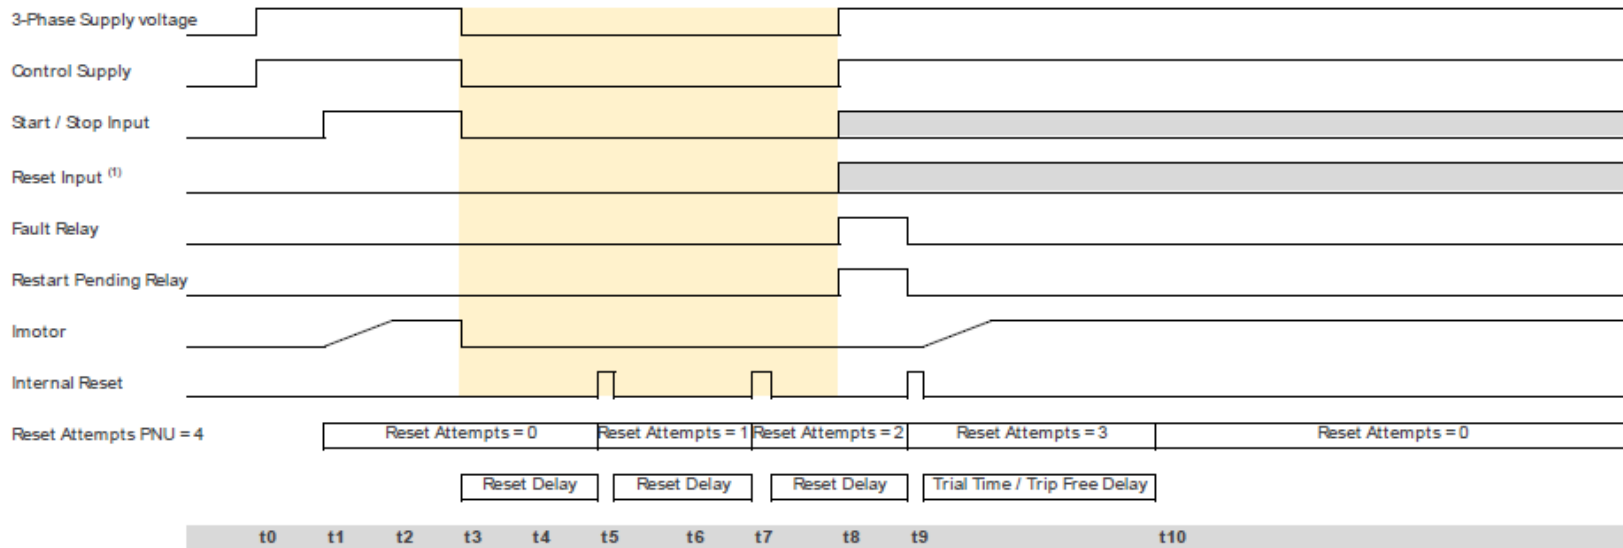 3-Phase Supply voltage
Control Supply
Start / Stop Input
Reset Input (1)
Fault Relay
Restart Pending Relay
Imotor
Internal Reset
Reset Attempts PNU = 4
Reset Attempts = 0
Reset Attempts = 1
Reset Attempts = 2
Reset Attempts = 3
Reset Attempts = 0
Reset Delay
Reset Delay
Reset Delay
Trial Time / Trip Free Delay
t0 t1 t2 t3 t4 t5 t6 t7 t8 t9 t10